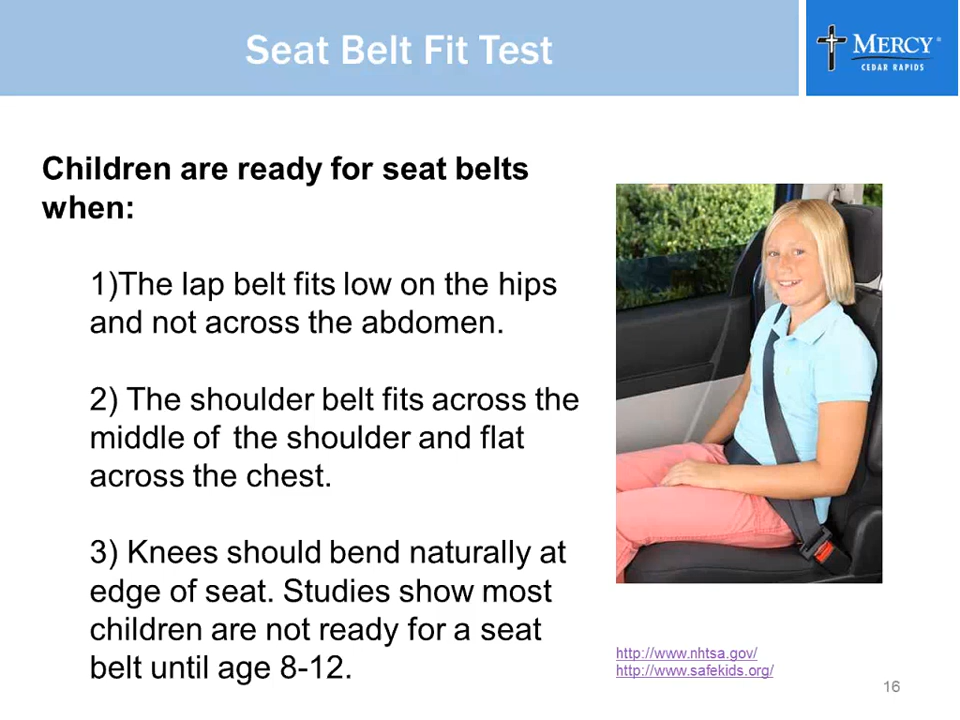 Seat Belt Fit Test
MERCY®
CEDAR RAPIDS
Children are ready for seat belts
when:
1)The lap belt fits low on the hips
and not across the abdomen.
2) The shoulder belt fits across the
middle of the shoulder and flat
across the chest.
3) Knees should bend naturally at
edge of seat. Studies show most
children are not ready for a seat
belt until age 8-12.
http://www.nhtsa.gov/
http://www.safekids.org/
16